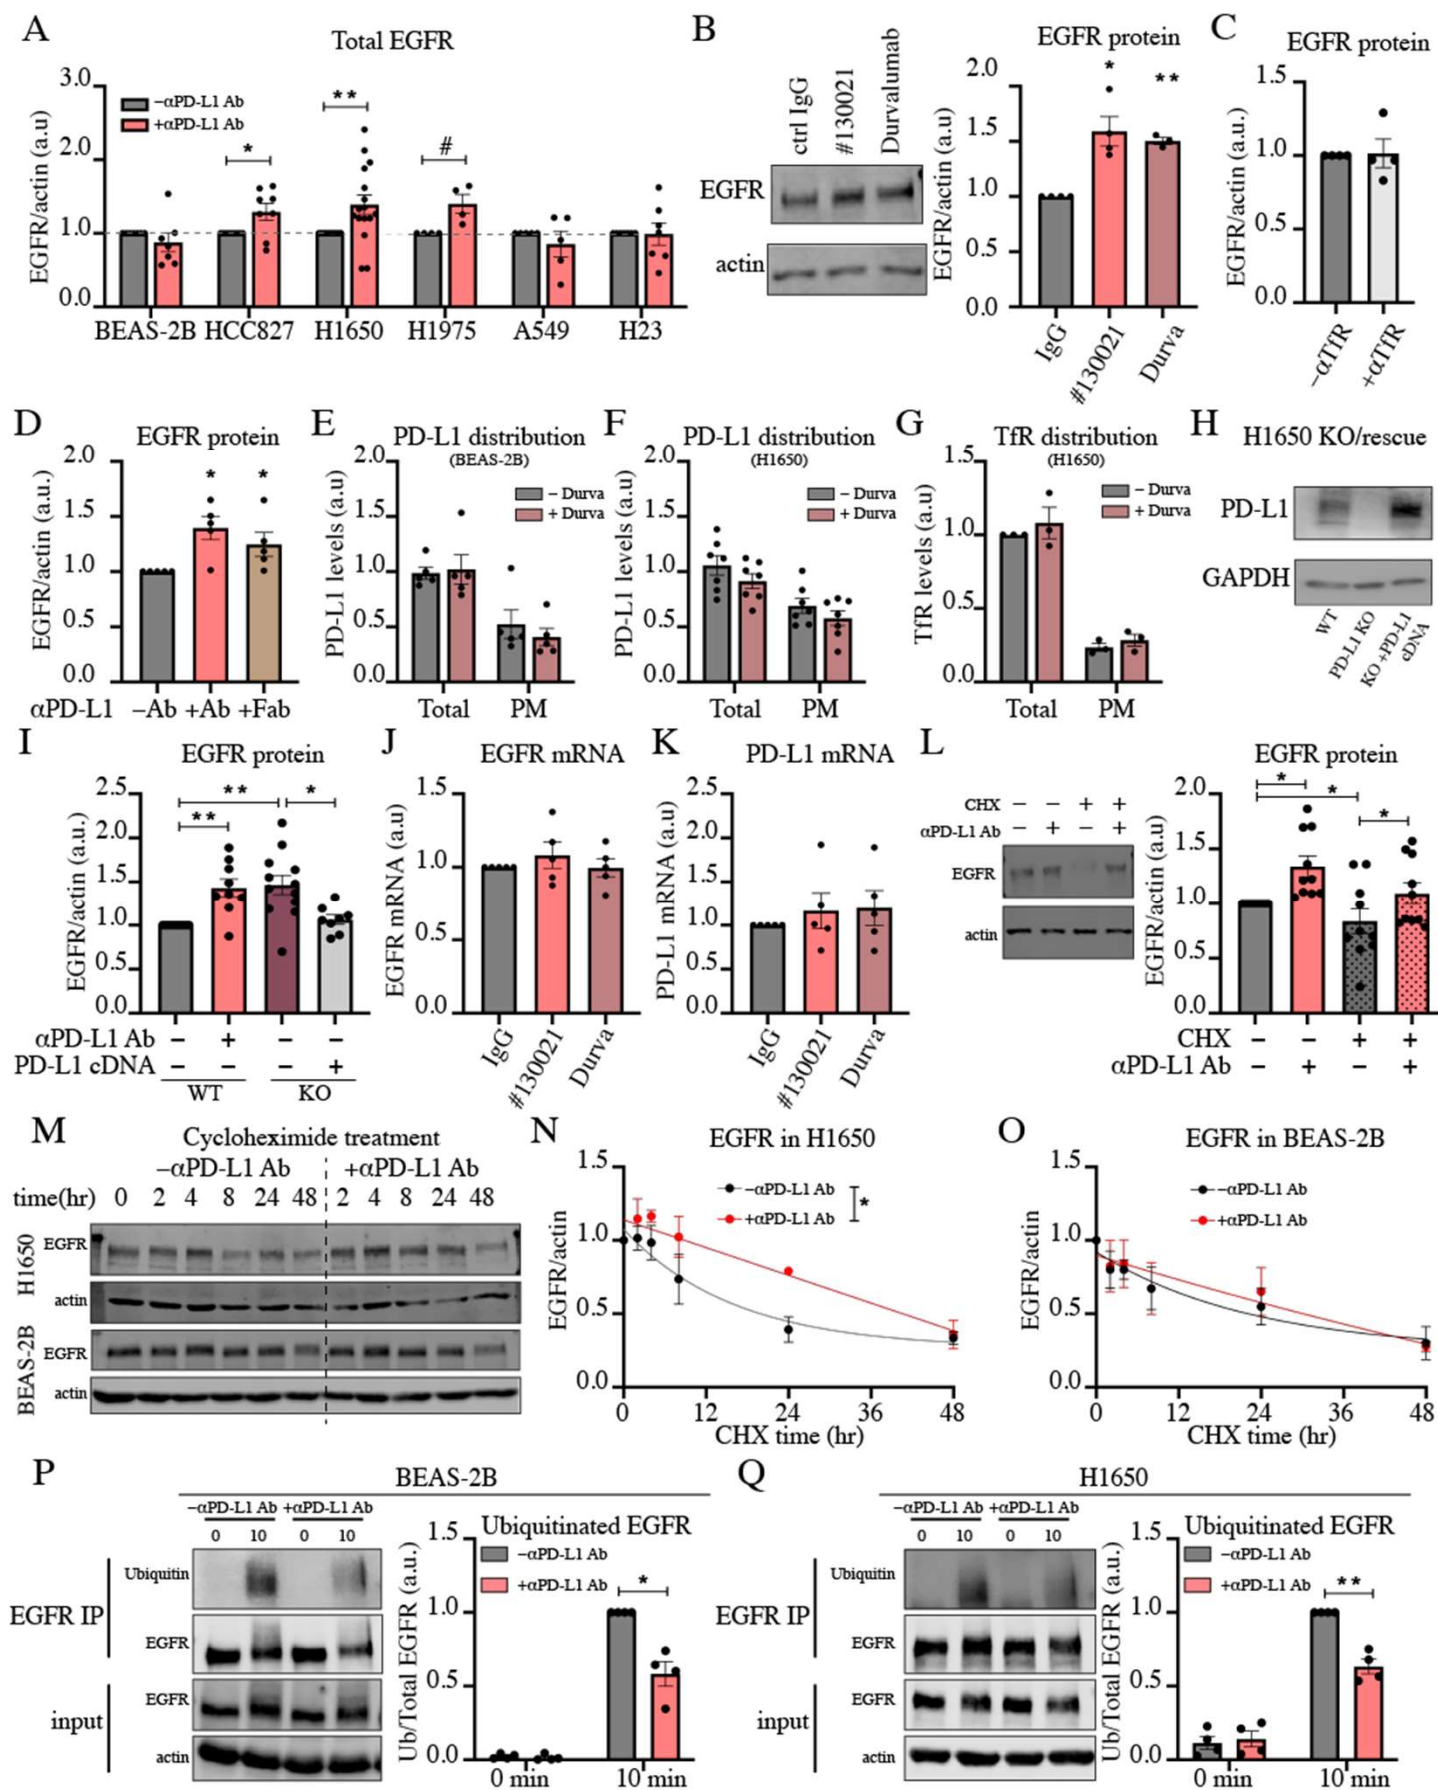 A
Total EGFR
EGFR/actin (a.u)
3.0
2.0
1.0
0.0
−αPD-L1 Ab
+αPD-L1 Ab
*
**
#
BEAS-2B HCC827 H1650 H1975 A549 H23
B
ctrl IgG
#130021
Durvalumab
EGFR
actin
EGFR protein
EGFR/actin (a.u.)
2.0
1.5
1.0
0.5
0.0
*
**
IgG
#130021
Durva
C
EGFR protein
EGFR/actin (a.u.)
1.5
1.0
0.5
0.0
−αTfR
+αTfR
D
EGFR protein
EGFR/actin (a.u.)
2.0
1.5
1.0
0.5
0.0
* *
αPD-L1 −Ab +Ab +Fab
E
PD-L1 distribution
(BEAS-2B)
PD-L1 levels (a.u)
2.0
1.5
1.0
0.5
0.0
− Durva
+ Durva
Total PM
F
PD-L1 distribution
(H1650)
PD-L1 levels (a.u)
2.0
1.5
1.0
0.5
0.0
− Durva
+ Durva
Total PM
G
TfR distribution
(H1650)
TfR levels (a.u)
1.5
1.0
0.5
0.0
− Durva
+ Durva
Total PM
H
H1650 KO/rescue
PD-L1
GAPDH
WT
PD-L1 KO
KO +PD-L1
cDNA
I
EGFR protein
EGFR/actin (a.u.)
2.5
2.0
1.5
1.0
0.5
0.0
** *
**
αPD-L1 Ab − + − −
PD-L1 cDNA − − − +
WT KO
J
EGFR mRNA
EGFR mRNA (a.u)
1.5
1.0
0.5
0.0
IgG
#130021
Durva
K
PD-L1 mRNA
PD-L1 mRNA (a.u)
2.5
2.0
1.5
1.0
0.5
0.0
IgG
#130021
Durva
L
CHX − − + +
αPD-L1 Ab − + − +
EGFR
actin
EGFR protein
EGFR/actin (a.u)
2.0
1.5
1.0
0.5
0.0
*
*
*
CHX − − + +
αPD-L1 Ab − + − +
M
Cycloheximide treatment
−αPD-L1 Ab +αPD-L1 Ab
time(hr) 0 2 4 8 24 48 2 4 8 24 48
H1650
EGFR
actin
BEAS-2B
EGFR
actin
N
EGFR in H1650
EGFR/actin
1.5
1.0
0.5
0.0
−αPD-L1 Ab
+αPD-L1 Ab
*
0 12 24 36 48
CHX time (hr)
O
EGFR in BEAS-2B
EGFR/actin
1.5
1.0
0.5
0.0
−αPD-L1 Ab
+αPD-L1 Ab
0 12 24 36 48
CHX time (hr)
P
BEAS-2B
−αPD-L1 Ab +αPD-L1 Ab
0 10 0 10
EGFR IP
Ubiquitin
EGFR
input
EGFR
actin
Ubiquitinated EGFR
Ub/Total EGFR (a.u.)
1.5
1.0
0.5
0.0
−αPD-L1 Ab
+αPD-L1 Ab
*
0 min 10 min
Q
H1650
−αPD-L1 Ab +αPD-L1 Ab
0 10 0 10
EGFR IP
Ubiquitin
EGFR
input
EGFR
actin
Ubiquitinated EGFR
Ub/Total EGFR (a.u.)
1.5
1.0
0.5
0.0
−αPD-L1 Ab
+αPD-L1 Ab
**
0 min 10 min